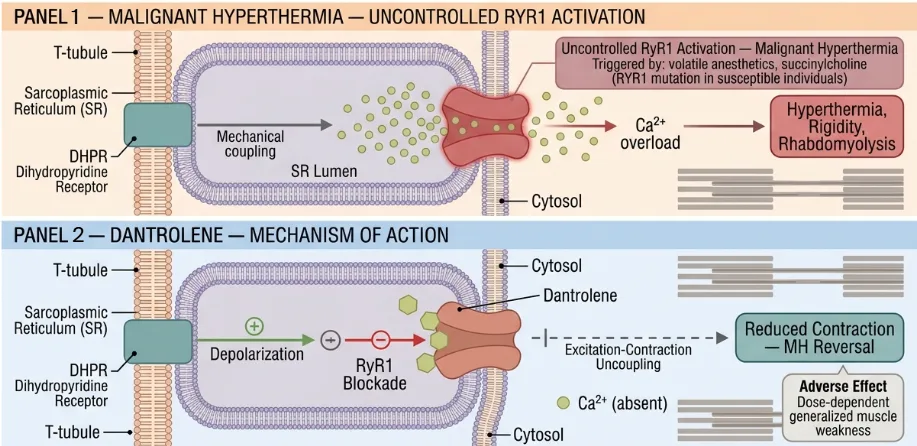 PANEL 1 — MALIGNANT HYPERTHERMIA — UNCONTROLLED RYR1 ACTIVATION
T-tubule
Sarcoplasmic
Reticulum (SR)
DHPR
Dihydropyridine
Receptor
Mechanical
coupling
SR Lumen
Uncontrolled RyR1 Activation — Malignant Hyperthermia
Triggered by: volatile anesthetics, succinylcholine
(RYR1 mutation in susceptible individuals)
Ca²⁺
overload
Hyperthermia,
Rigidity,
Rhabdomyolysis
Cytosol
PANEL 2 — DANTROLENE — MECHANISM OF ACTION
T-tubule
Sarcoplasmic
Reticulum (SR)
DHPR
Dihydropyridine
Receptor
T-tubule
+
Depolarization
+
−
RyR1
Blockade
Cytosol
Dantrolene
Excitation-Contraction
Uncoupling
Ca²⁺ (absent)
Cytosol
Reduced Contraction
— MH Reversal
Adverse Effect
Dose-dependent
generalized muscle
weakness